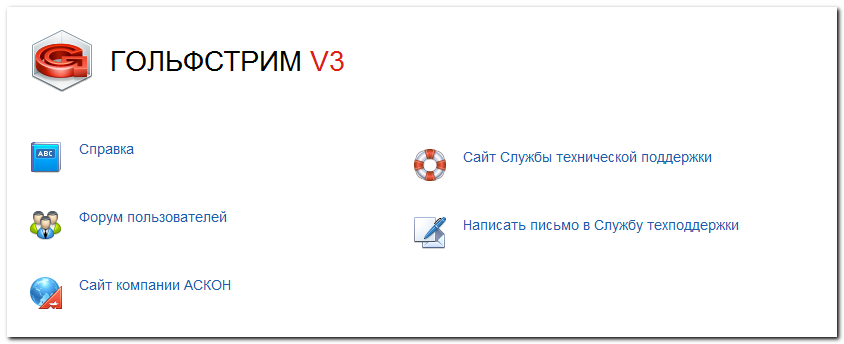 ГОЛЬФСТРИМ V3
ABC
Справка
Форум пользователей
Сайт компании АСКОН
Сайт Службы технической поддержки
Написать письмо в Службу техподдержки